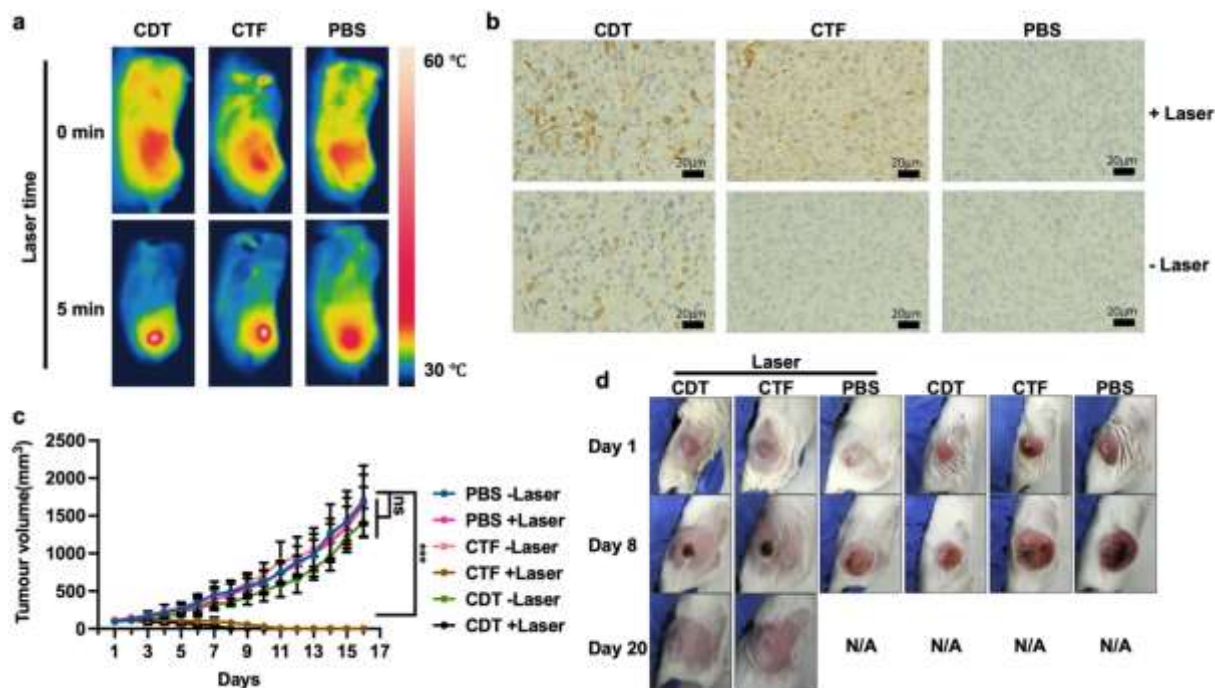 a
CDT CTF PBS
60 °C
0 min
Laser time
5 min
30 °C
b
CDT CTF PBS
20μm 20μm 20μm
+ Laser
20μm 20μm 20μm
- Laser
c
2500
2000
1500
1000
500
0
Tumour volume(mm³)
1 3 5 7 9 11 13 15 17
Days
ns
***
PBS -Laser
PBS +Laser
CTF -Laser
CTF +Laser
CDT -Laser
CDT +Laser
d
Laser
CDT CTF PBS CDT CTF PBS
Day 1
Day 8
Day 20
N/A N/A N/A N/A